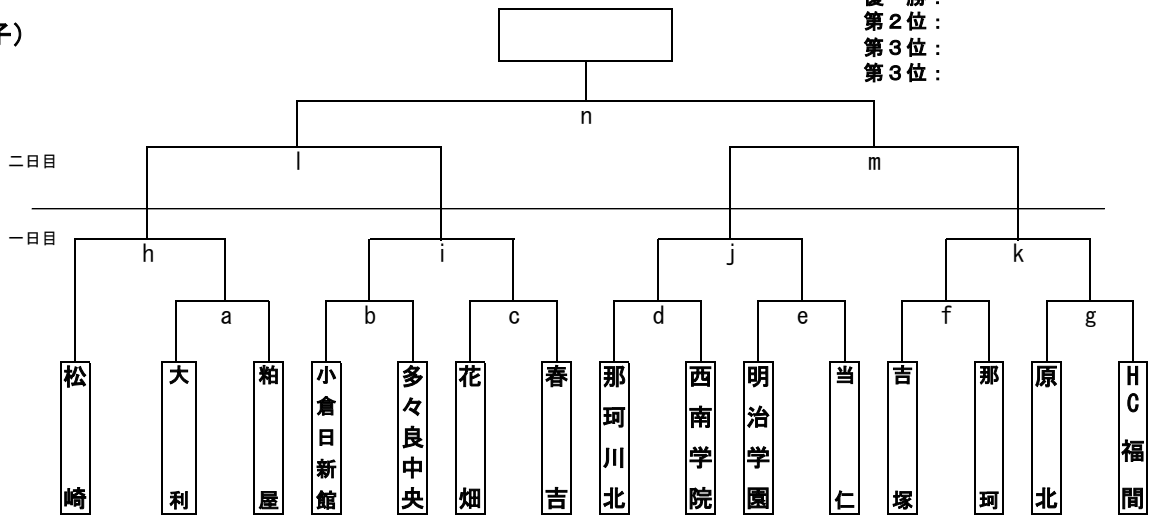 子）
優　勝：
第２位：
第３位：
第３位：
n
二日目
l
m
一日目
h
i
j
k
a
b
c
d
e
f
g
松崎
大利
粕屋
小倉日新館
多々良中央
花畑
春吉
那珂川北
西南学院
明治学園
当仁
吉塚
那珂
原北
HC福間